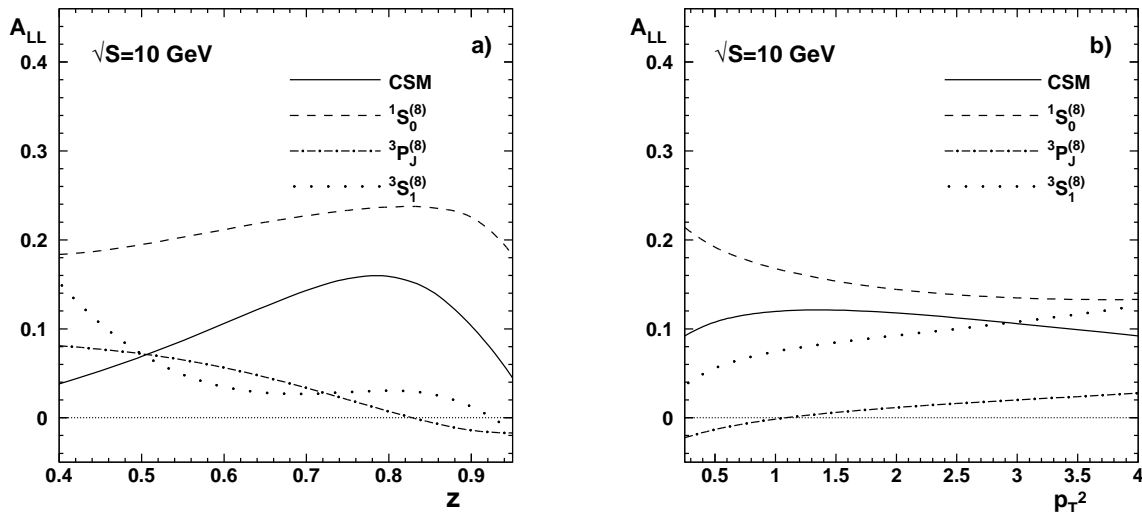 A_LL
√S=10 GeV
a)
CSM
¹S₀⁽⁸⁾
³P_J⁽⁸⁾
³S₁⁽⁸⁾
0.4
0.3
0.2
0.1
0
0.4 0.5 0.6 0.7 0.8 0.9
z
A_LL
√S=10 GeV
b)
CSM
¹S₀⁽⁸⁾
³P_J⁽⁸⁾
³S₁⁽⁸⁾
0.4
0.3
0.2
0.1
0
0.5 1 1.5 2 2.5 3 3.5 4
p_T²